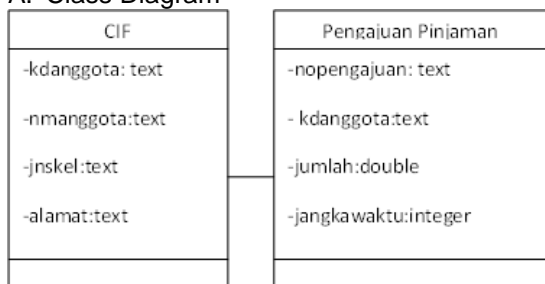 A. Class Diagram
CIF
-kdanggota: text
-nmanggota:text
-jnskel:text
-alamat:text
Pengajuan Pinjaman
-nopengajuan: text
- kdanggota:text
-jumlah:double
-jangkawaktu:integer